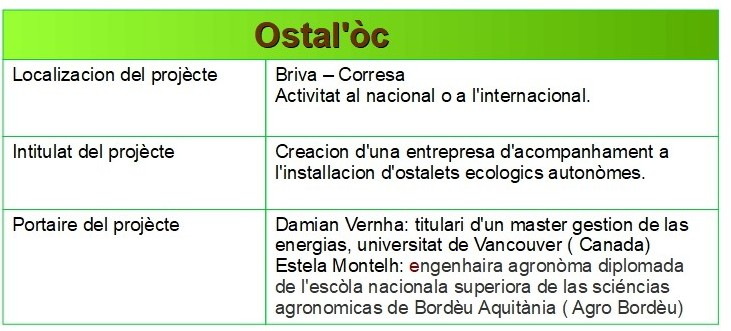 Ostal'òc
Localizacion del projècte
Briva – Corresa
Activitat al nacional o a l'internacional.
Intitulat del projècte
Creacion d'una entrepresa d'acompanhament a
l'installacion d'ostalets ecologics autonòmes.
Portaire del projècte
Damian Vernha: titulari d'un master gestion de las
energias, universitat de Vancouver ( Canada)
Estela Montelh: engenhaira agronòma diplomada
de l'escòla nacionala superiora de las sciéncias
agronomicas de Bordèu Aquitània ( Agro Bordèu)